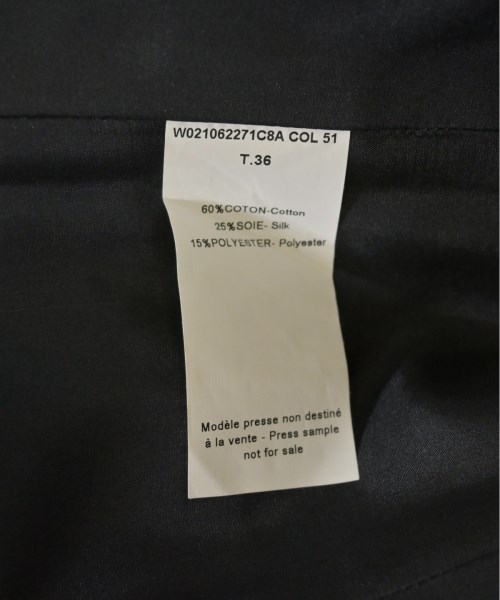 W021062271C8A COL 51
T.36
60%COTON-Cotton
25%SOIE- Silk
15%POLYESTER- Polyester
Modèle presse non destiné
à la vente - Press sample
not for sale